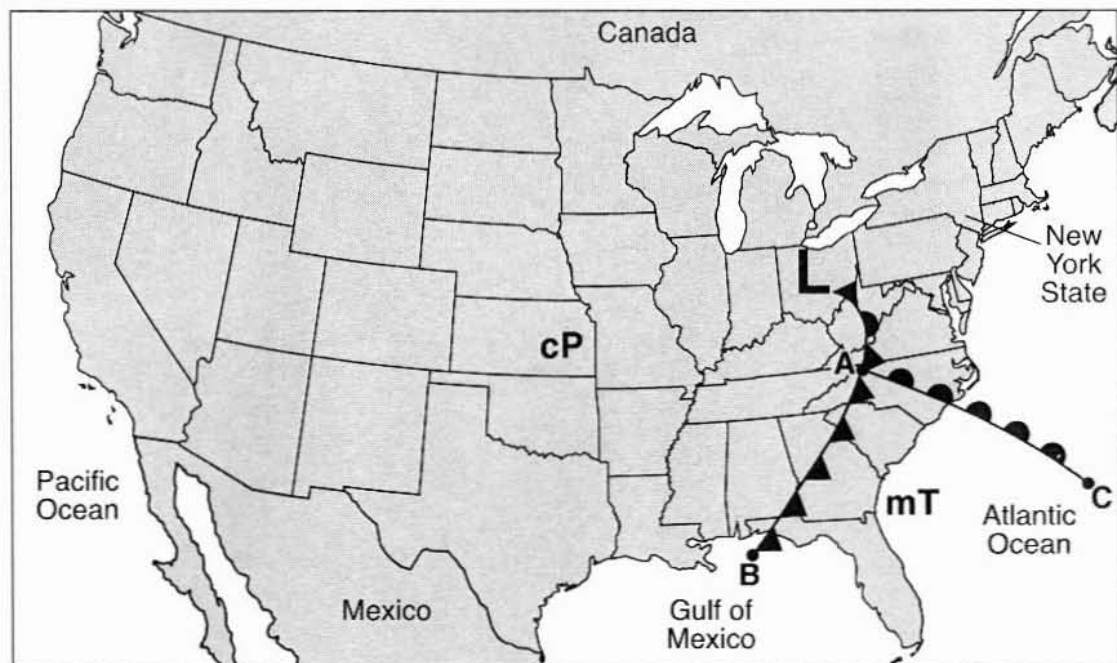 Canada
New
York
State
L
cP
A
Pacific
Ocean
mT
C
Atlantic
Ocean
B
Mexico
Gulf of
Mexico